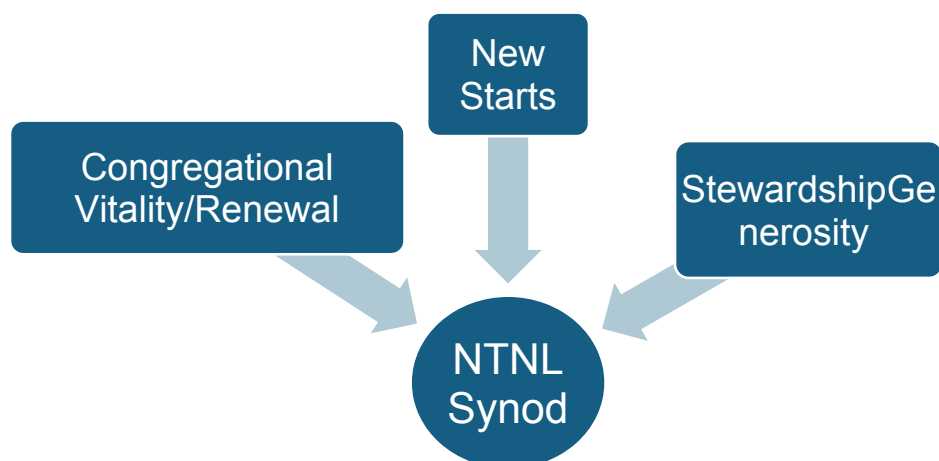 New
Starts
Congregational
Vitality/Renewal
StewardshipGe
nerosity
NTNL
Synod